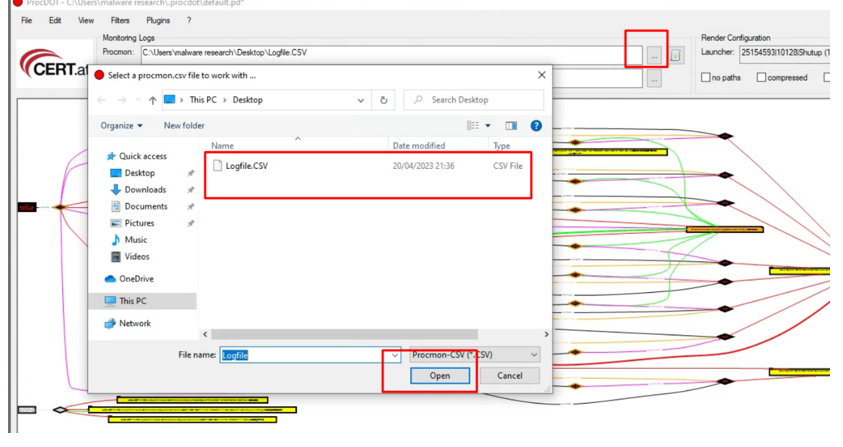 ProcDOT - C:\Users\malware research\.procdot\default.pd*
File Edit View Filters Plugins ?
Monitoring Logs
Render Configuration
Procmon: C:\Users\malware research\Desktop\Logfile.CSV
...
Launcher: 25154593|10128|Shutup (1
CERT.at
...
no paths compressed
Select a procmon.csv file to work with ...
This PC > Desktop
Search Desktop
Organize New folder
Name Date modified Type
Quick access
Logfile.CSV 20/04/2023 21:36 CSV File
Desktop
Downloads
Documents
Pictures
Music
Videos
OneDrive
This PC
Network
File name: Logfile
Procmon-CSV (*.CSV)
Open Cancel